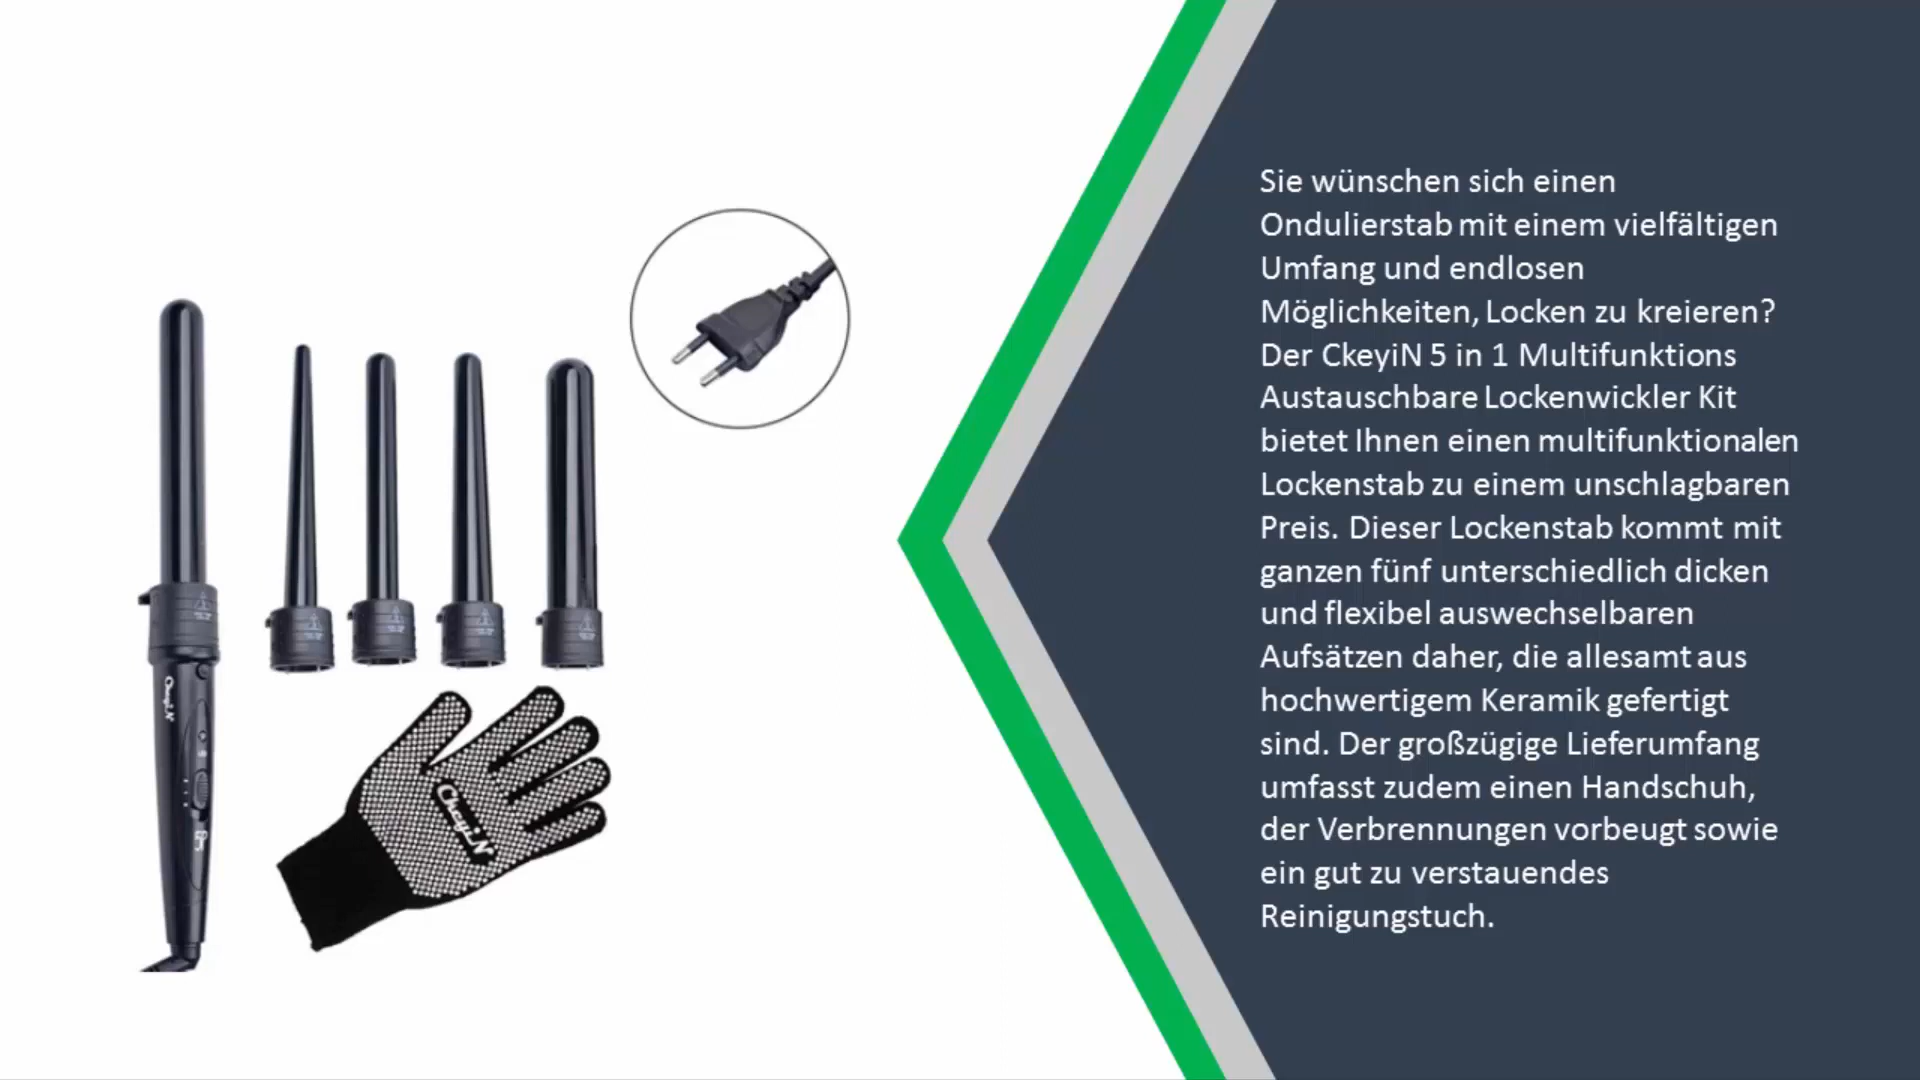 Sie wünschen sich einen
Ondulierstab mit einem vielfältigen
Umfang und endlosen
Möglichkeiten, Locken zu kreieren?
Der CkeyiN 5 in 1 Multifunktions
Austauschbare Lockenwickler Kit
bietet Ihnen einen multifunktionalen
Lockenstab zu einem unschlagbaren
Preis. Dieser Lockenstab kommt mit
ganzen fünf unterschiedlich dicken
und flexibel auswechselbaren
Aufsätzen daher, die allesamt aus
hochwertigem Keramik gefertigt
sind. Der großzügige Lieferumfang
umfasst zudem einen Handschuh,
der Verbrennungen vorbeugt sowie
ein gut zu verstauendes
Reinigungstuch.
CkeyiN
CkeyiN